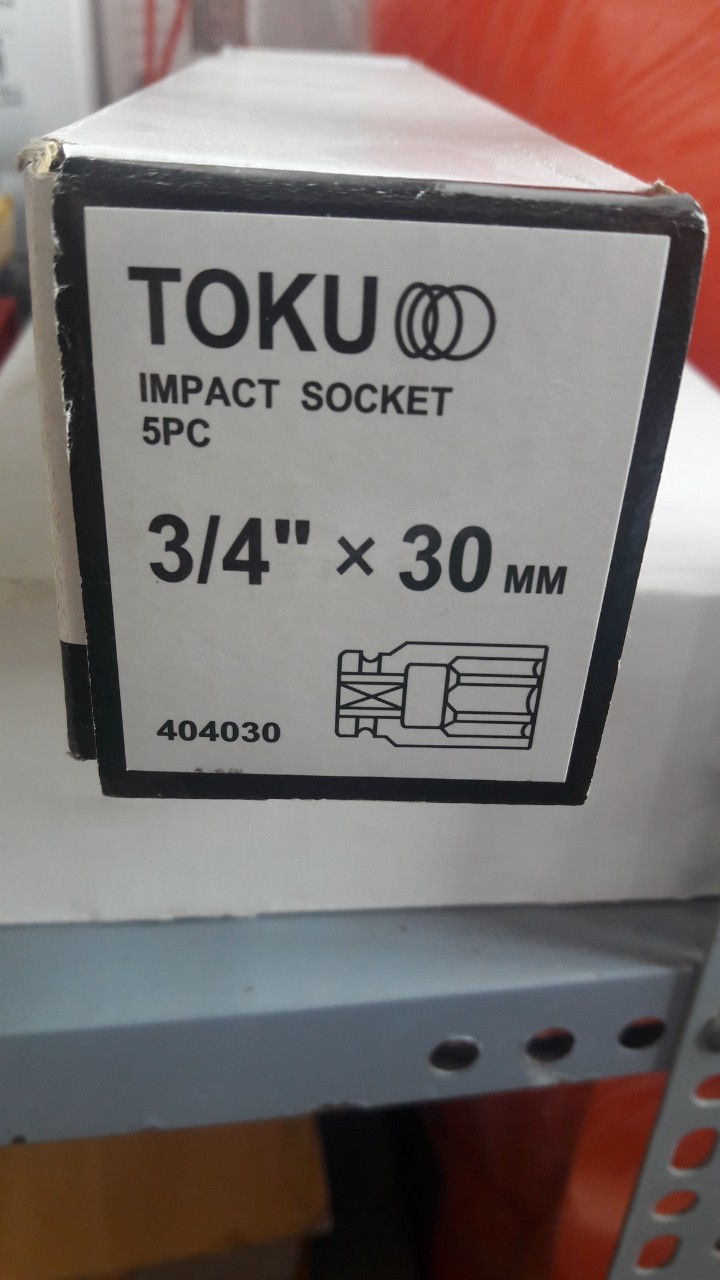 TOKU
IMPACT SOCKET
5PC
3/4" × 30 MM
404030